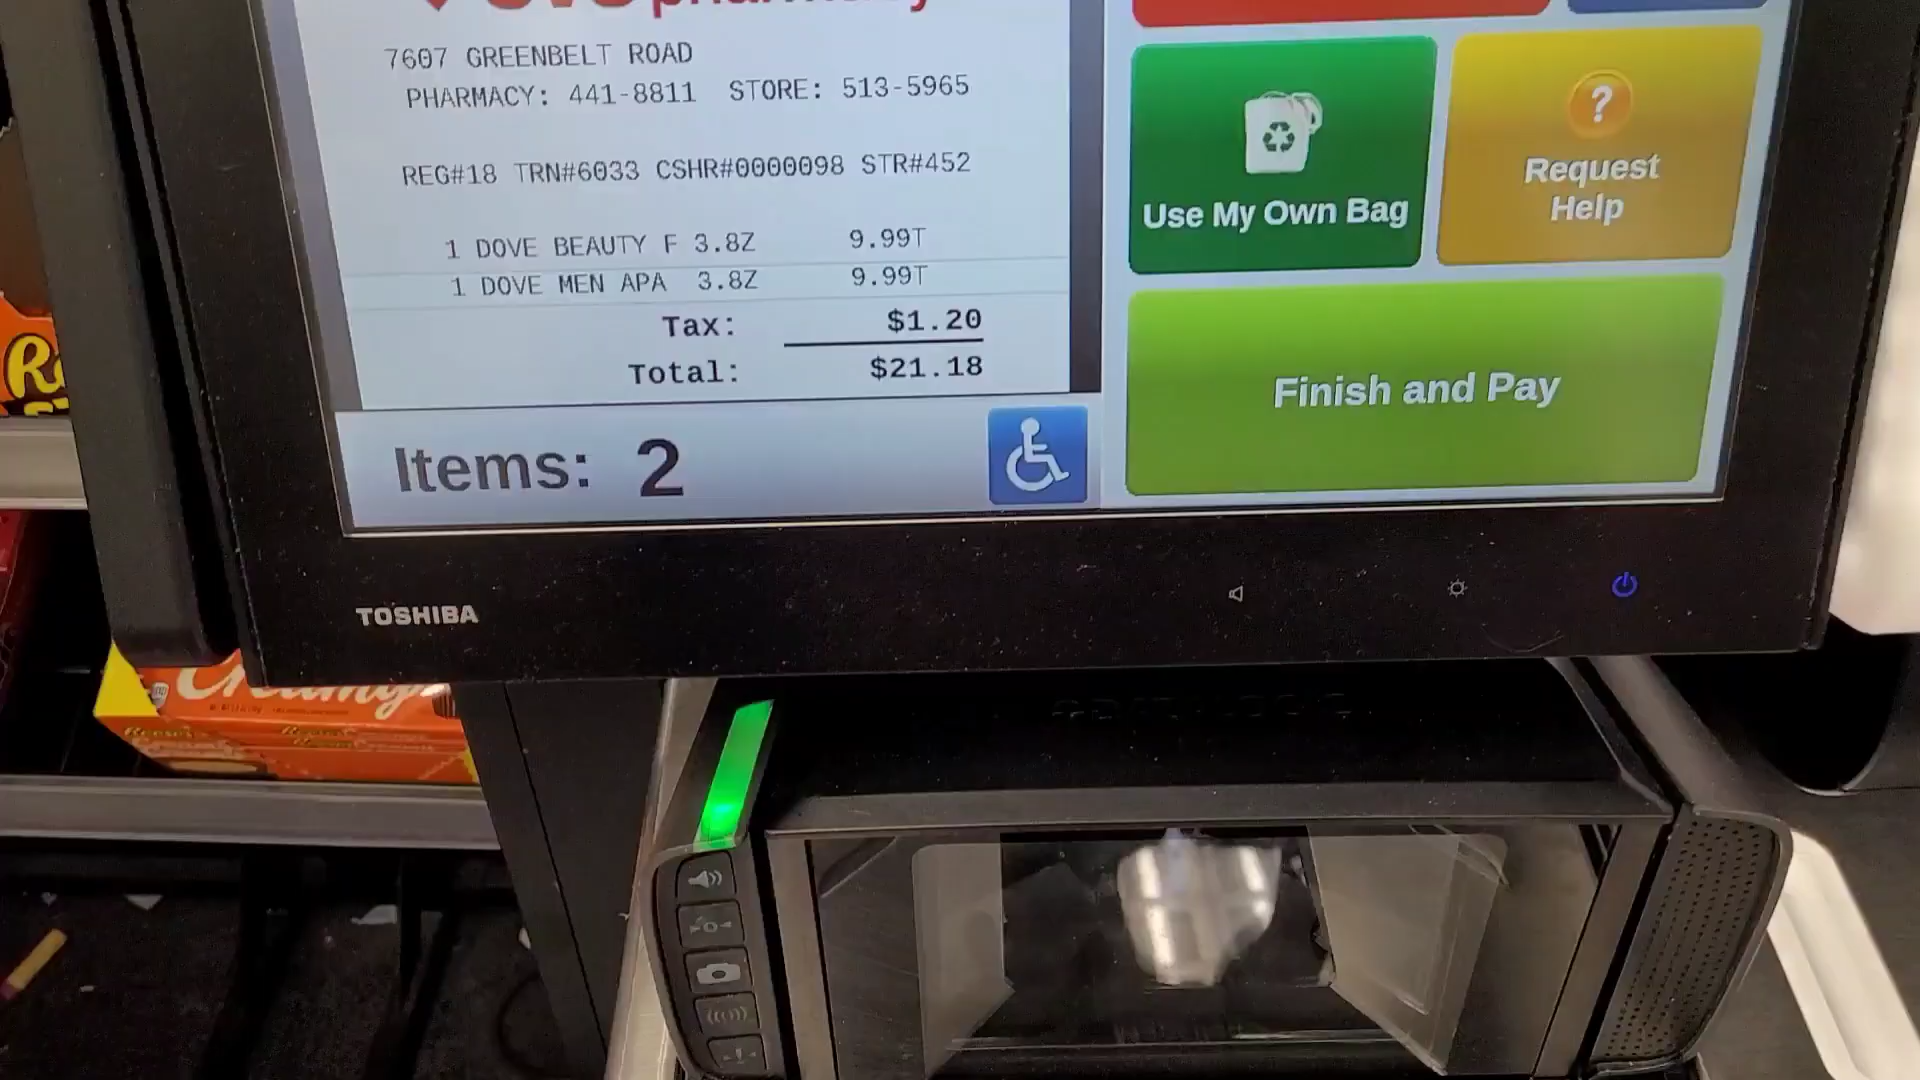 7607 GREENBELT ROAD
PHARMACY: 441-8811 STORE: 513-5965
REG#18 TRN#6033 CSHR#0000098 STR#452
1 DOVE BEAUTY F 3.8Z 9.99T
1 DOVE MEN APA 3.8Z 9.99T
Tax: $1.20
Total: $21.18
Items: 2
Use My Own Bag
?
Request
Help
Finish and Pay
TOSHIBA
Creamy
Reese's